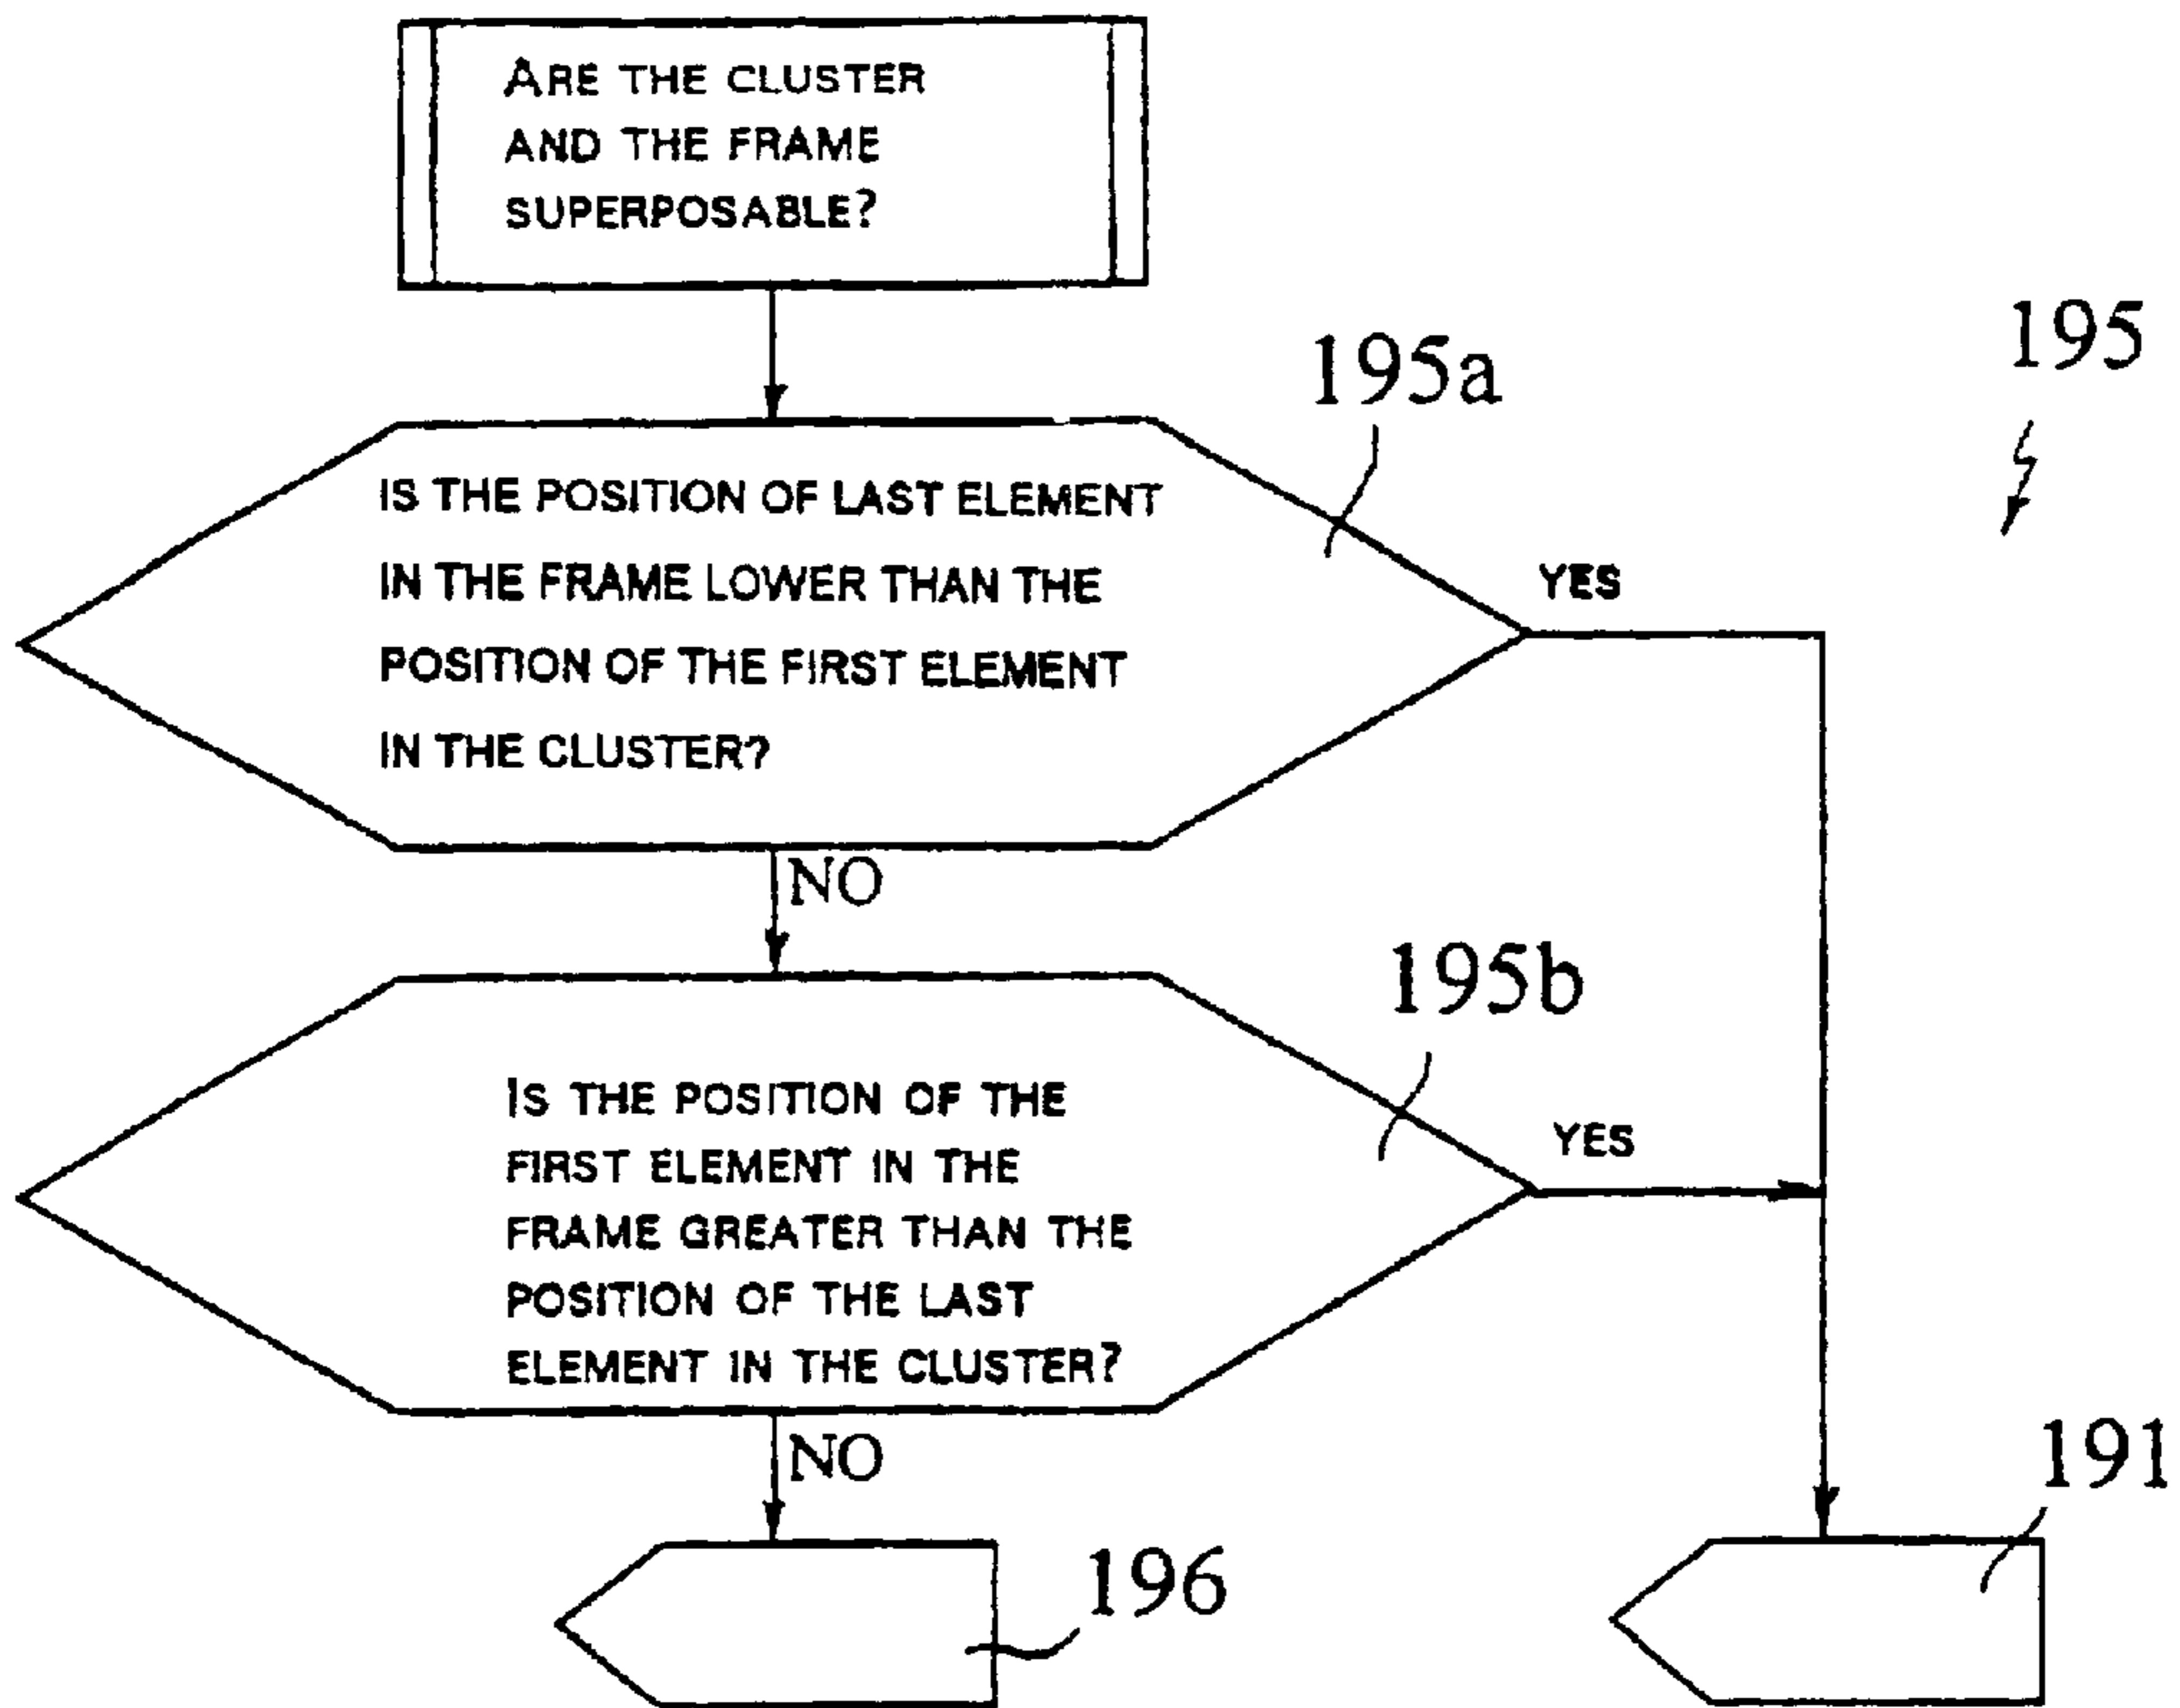 ARE THE CLUSTER
AND THE FRAME
SUPERPOSABLE?
195
195a
IS THE POSITION OF LAST ELEMENT
IN THE FRAME LOWER THAN THE
POSITION OF THE FIRST ELEMENT
IN THE CLUSTER?
YES
NO
195b
IS THE POSITION OF THE
FIRST ELEMENT IN THE
FRAME GREATER THAN THE
POSITION OF THE LAST
ELEMENT IN THE CLUSTER?
YES
NO
191
196